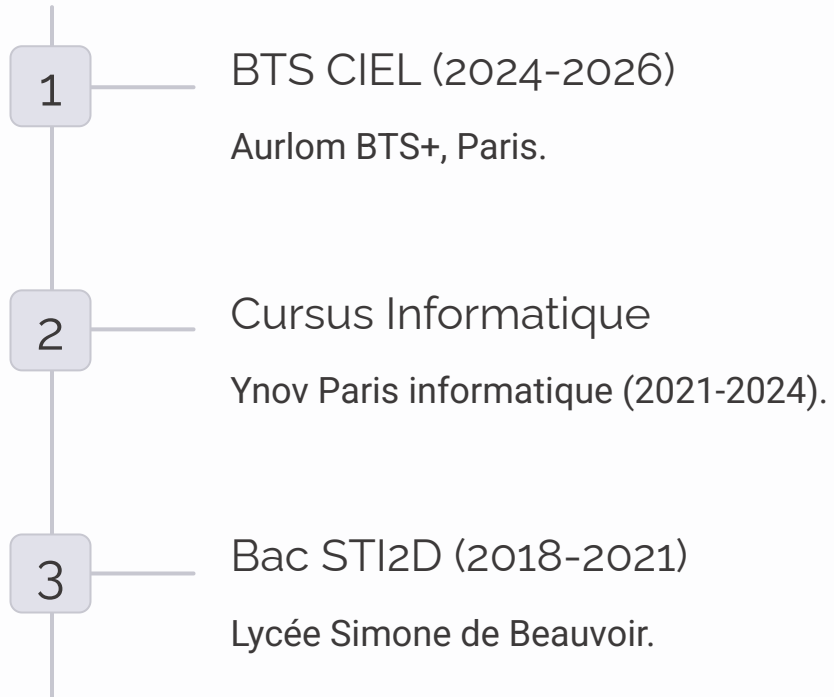 1
BTS CIEL (2024-2026)
Aurlom BTS+, Paris.
2
Cursus Informatique
Ynov Paris informatique (2021-2024).
3
Bac STI2D (2018-2021)
Lycée Simone de Beauvoir.